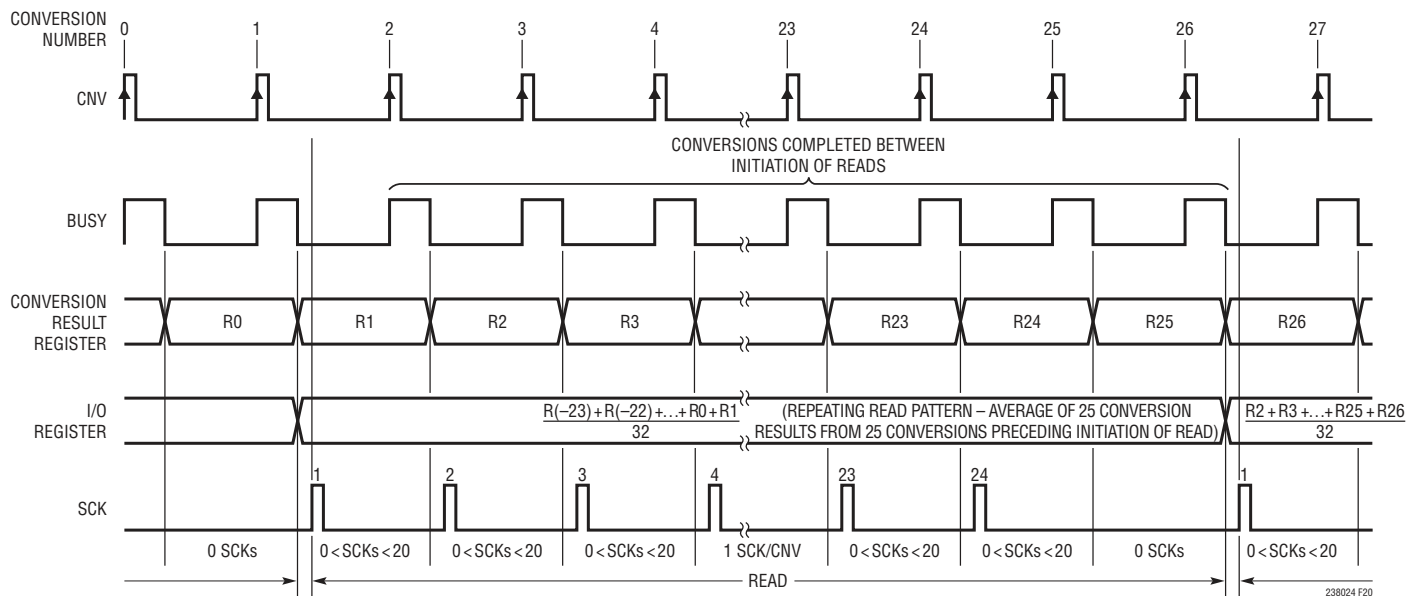 CONVERSION
NUMBER
0 1 2 3 4 23 24 25 26 27
CNV
CONVERSIONS COMPLETED BETWEEN
INITIATION OF READS
BUSY
CONVERSION
RESULT
REGISTER
R0 R1 R2 R3 R23 R24 R25 R26
I/O
REGISTER
R(–23) + R(–22) +…+ R0 + R1
32
(REPEATING READ PATTERN – AVERAGE OF 25 CONVERSION
RESULTS FROM 25 CONVERSIONS PRECEDING INITIATION OF READ)
R2 + R3 +…+ R25 + R26
32
SCK
1 2 3 4 23 24 1
0 SCKs 0 < SCKs < 20 0 < SCKs < 20 0 < SCKs < 20 1 SCK/CNV 0 < SCKs < 20 0 < SCKs < 20 0 SCKs 0 < SCKs < 20
READ
238024 F20